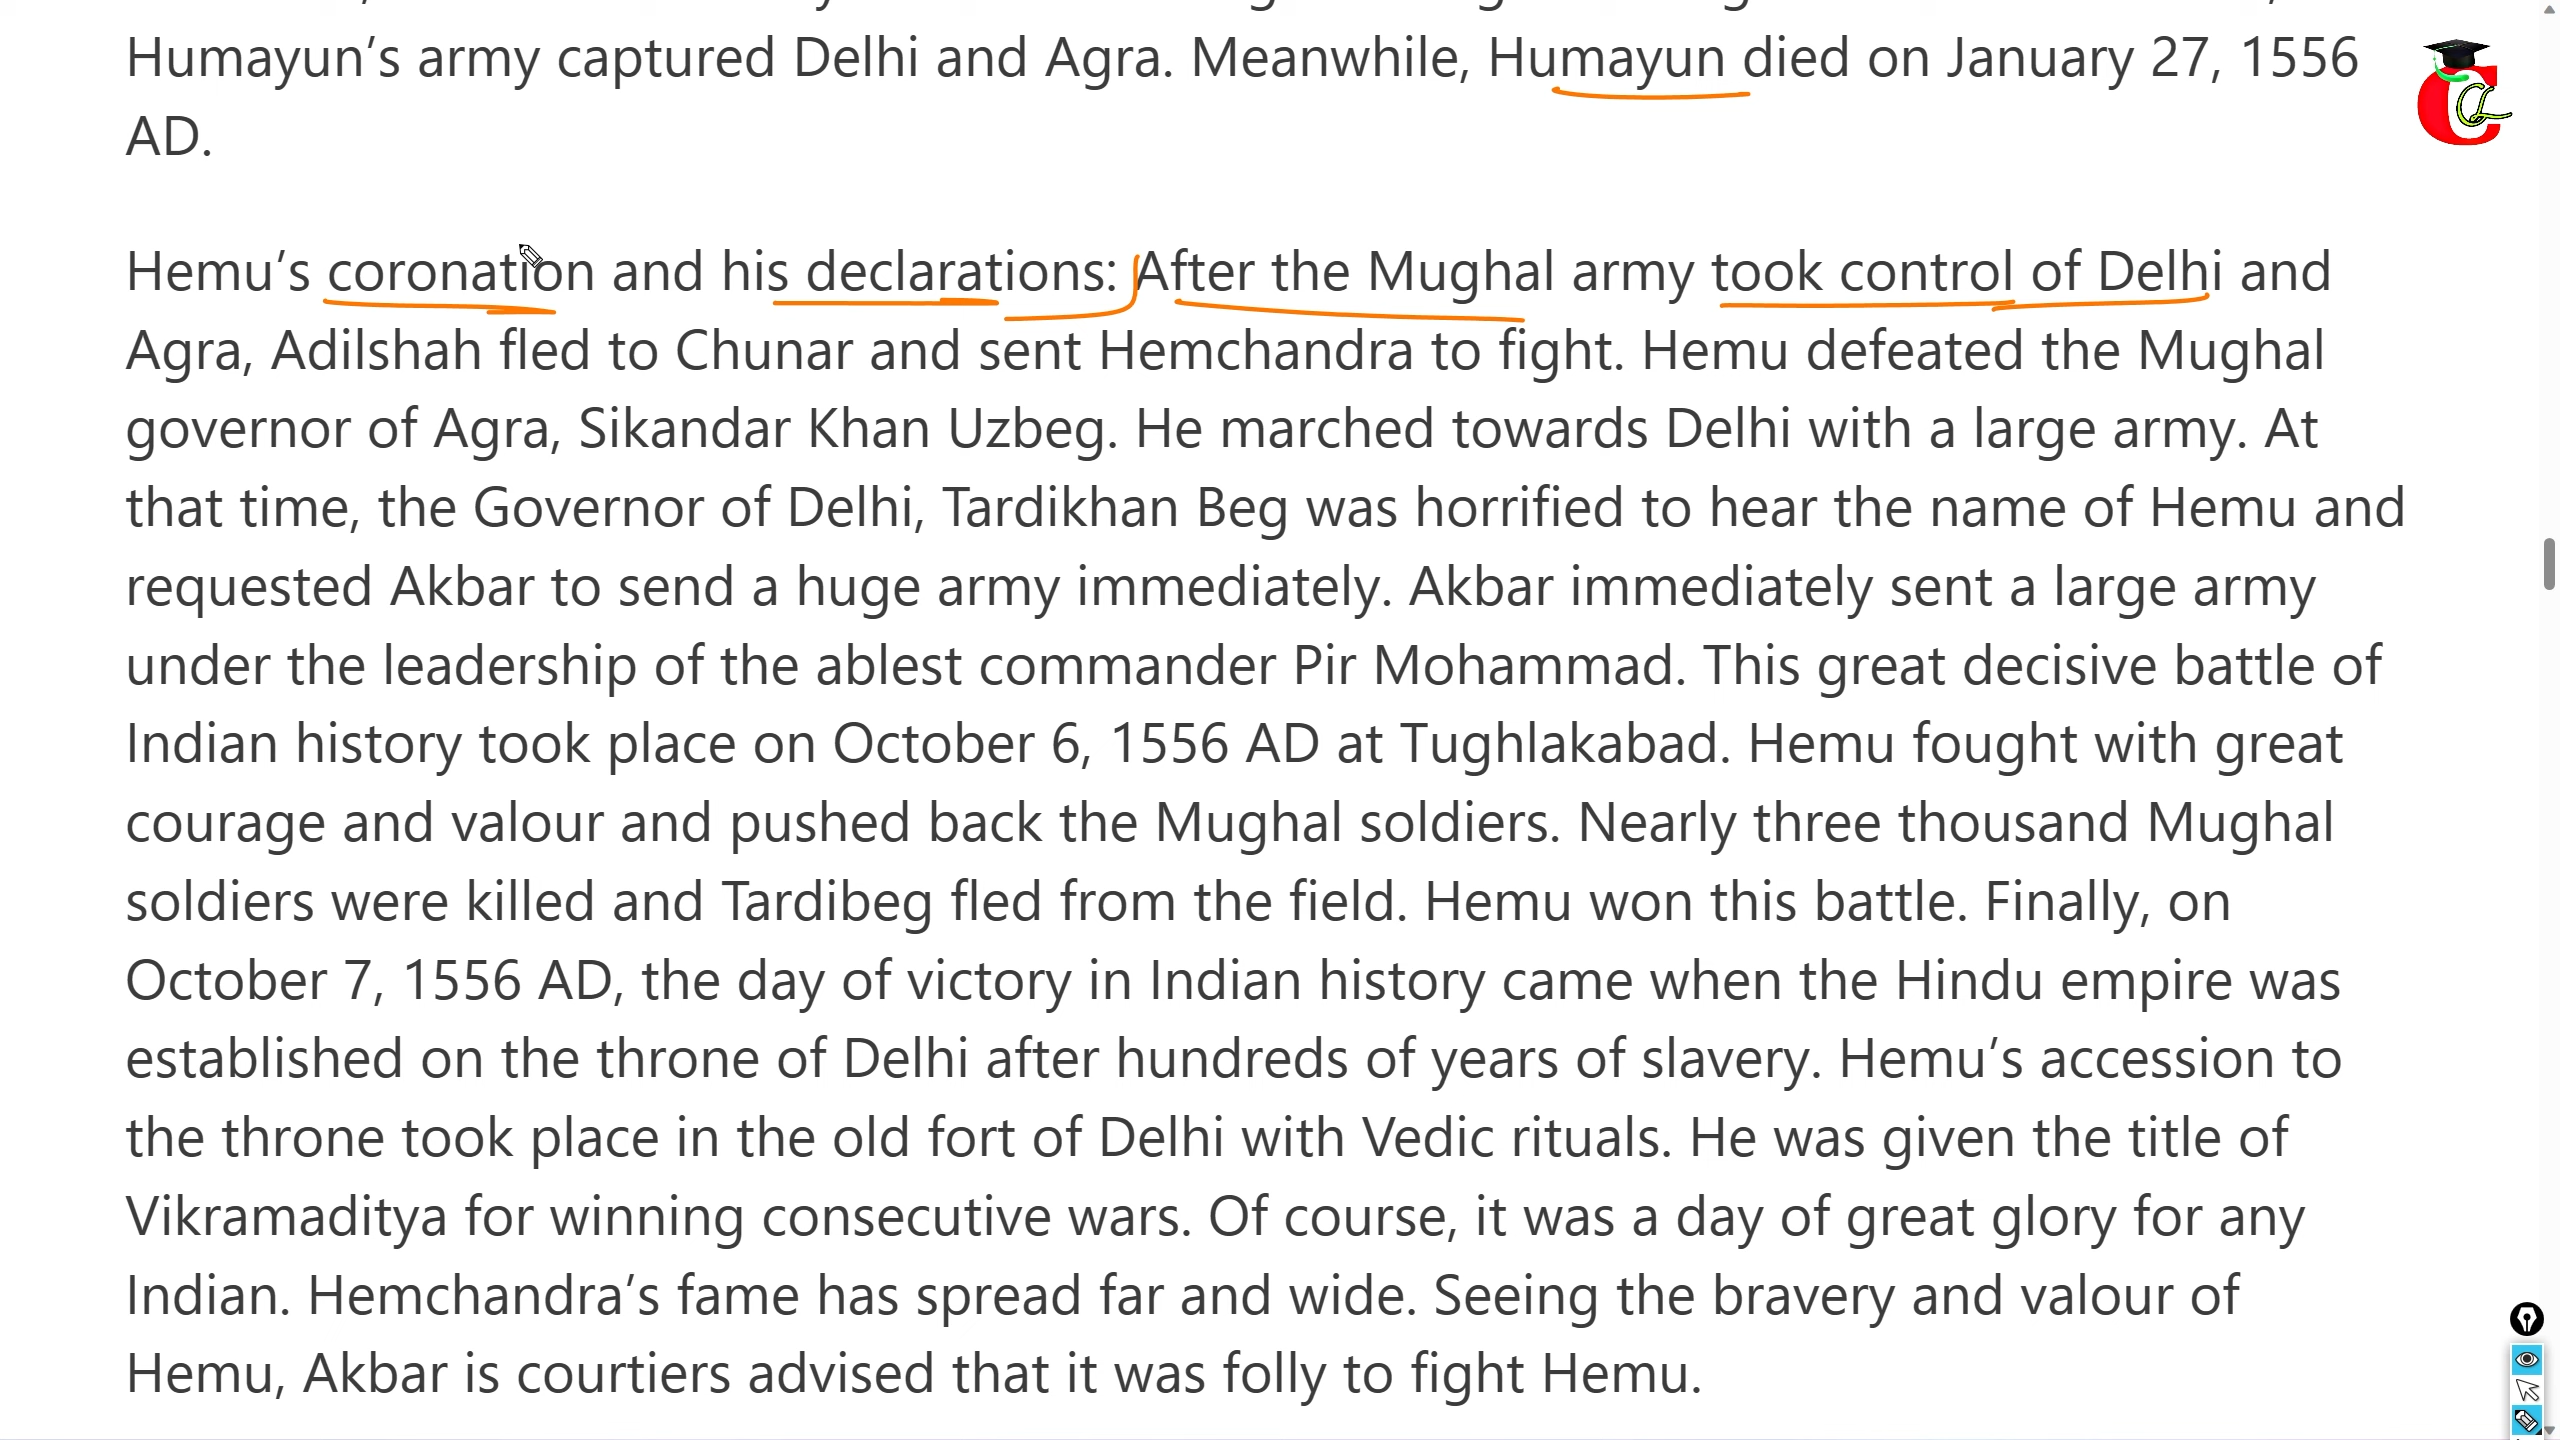 Humayun’s army captured Delhi and Agra. Meanwhile, Humayun died on January 27, 1556
AD.
Hemu’s coronation and his declarations: After the Mughal army took control of Delhi and
Agra, Adilshah fled to Chunar and sent Hemchandra to fight. Hemu defeated the Mughal
governor of Agra, Sikandar Khan Uzbeg. He marched towards Delhi with a large army. At
that time, the Governor of Delhi, Tardikhan Beg was horrified to hear the name of Hemu and
requested Akbar to send a huge army immediately. Akbar immediately sent a large army
under the leadership of the ablest commander Pir Mohammad. This great decisive battle of
Indian history took place on October 6, 1556 AD at Tughlakabad. Hemu fought with great
courage and valour and pushed back the Mughal soldiers. Nearly three thousand Mughal
soldiers were killed and Tardibeg fled from the field. Hemu won this battle. Finally, on
October 7, 1556 AD, the day of victory in Indian history came when the Hindu empire was
established on the throne of Delhi after hundreds of years of slavery. Hemu’s accession to
the throne took place in the old fort of Delhi with Vedic rituals. He was given the title of
Vikramaditya for winning consecutive wars. Of course, it was a day of great glory for any
Indian. Hemchandra’s fame has spread far and wide. Seeing the bravery and valour of
Hemu, Akbar is courtiers advised that it was folly to fight Hemu.